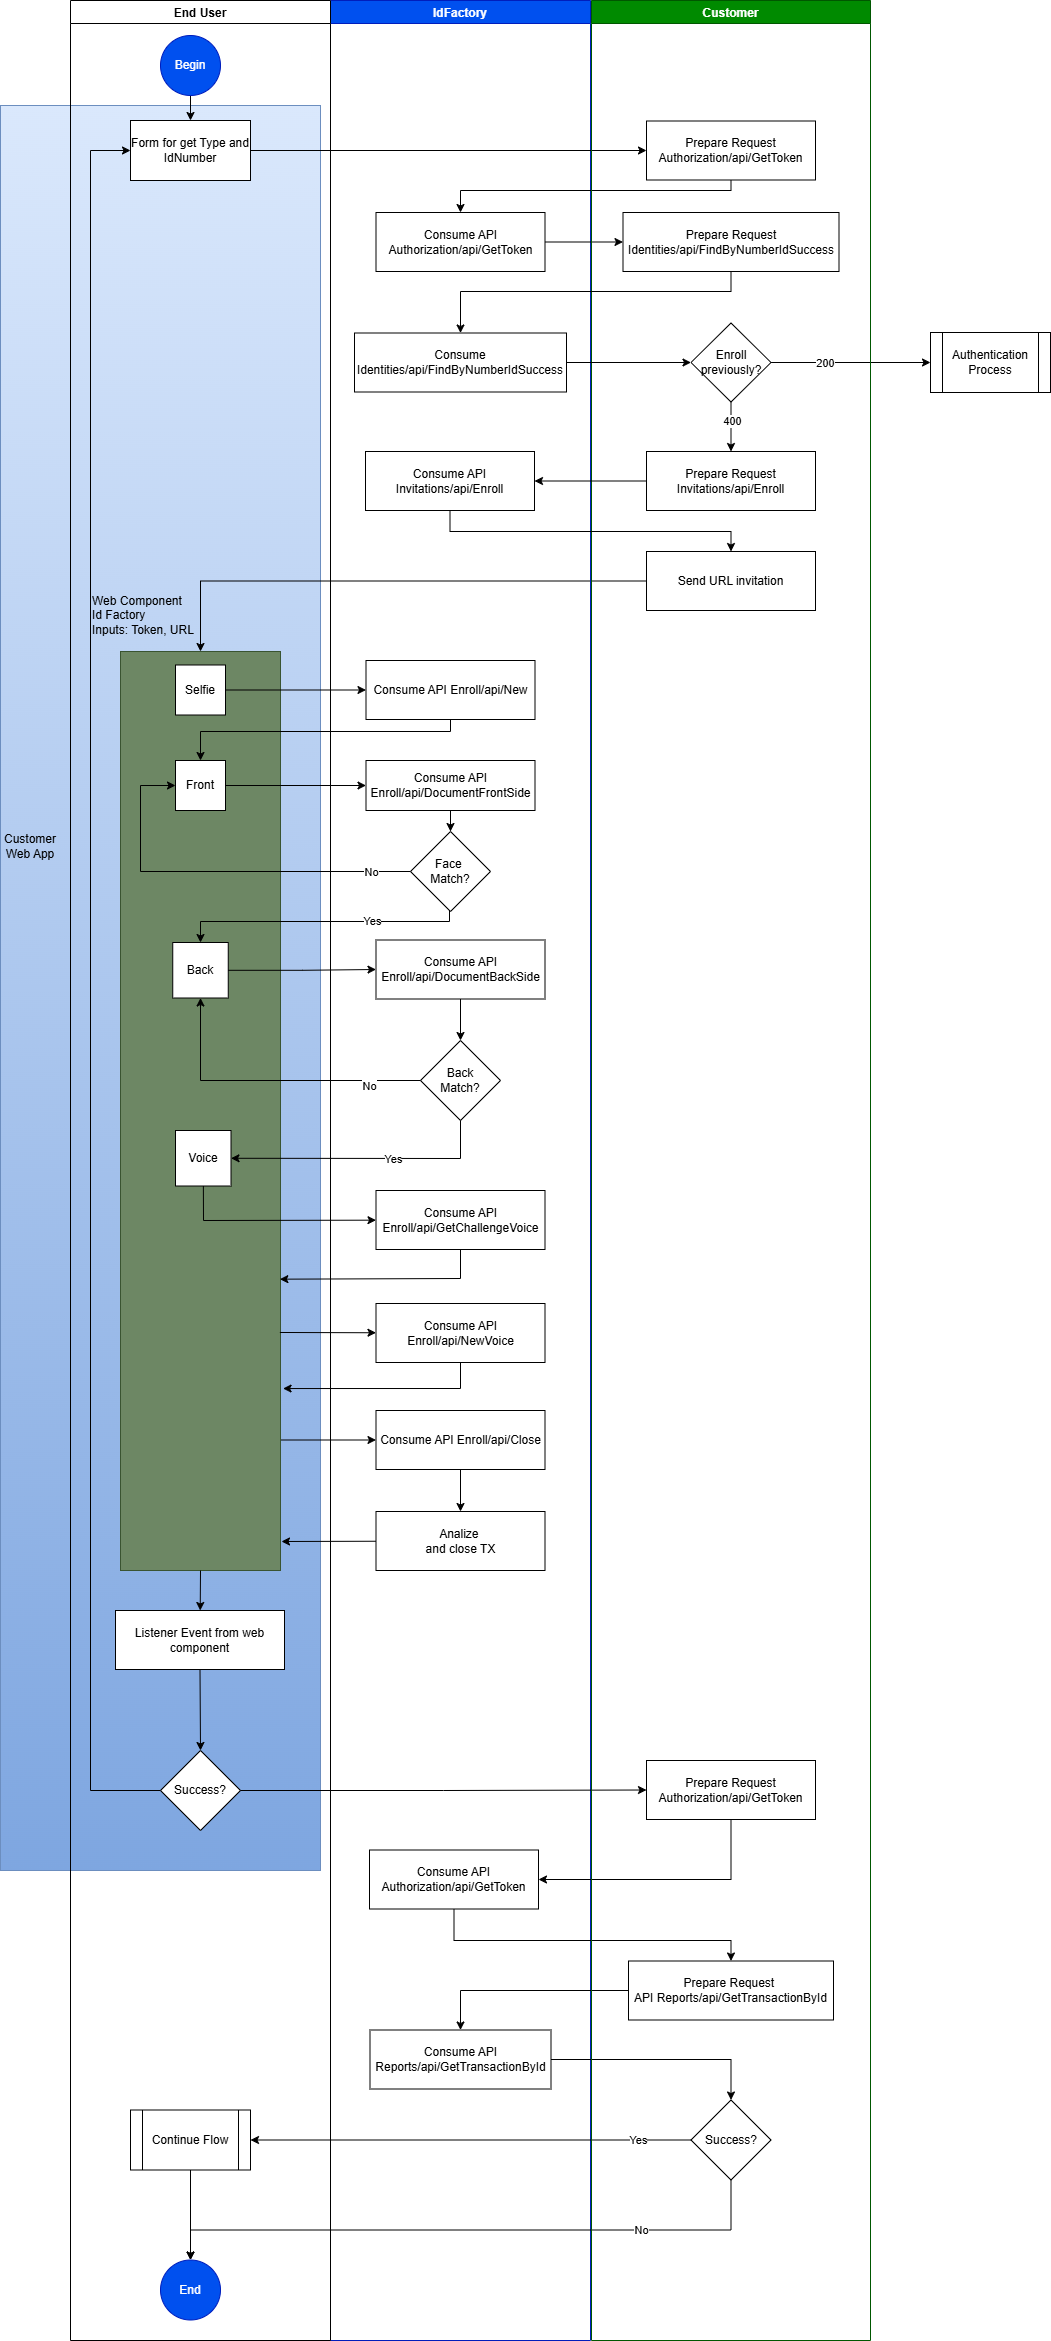 End User
IdFactory
Customer
Begin
Form for get Type and
IdNumber
Prepare Request
Authorization/api/GetToken
Consume API
Authorization/api/GetToken
Prepare Request
Identities/api/FindByNumberIdSuccess
Consume
Identities/api/FindByNumberIdSuccess
Enroll
previously?
200
Authentication
Process
400
Consume API
Invitations/api/Enroll
Prepare Request
Invitations/api/Enroll
Send URL invitation
Web Component
Id Factory
Inputs: Token, URL
Selfie
Consume API Enroll/api/New
Front
Consume API
Enroll/api/DocumentFrontSide
Customer
Web App
Face
Match?
No
Yes
Back
Consume API
Enroll/api/DocumentBackSide
Back
Match?
No
Voice
Yes
Consume API
Enroll/api/GetChallengeVoice
Consume API
Enroll/api/NewVoice
Consume API Enroll/api/Close
Analize
and close TX
Listener Event from web
component
Success?
Prepare Request
Authorization/api/GetToken
Consume API
Authorization/api/GetToken
Prepare Request
API Reports/api/GetTransactionById
Consume API
Reports/api/GetTransactionById
Continue Flow
Yes
Success?
No
End